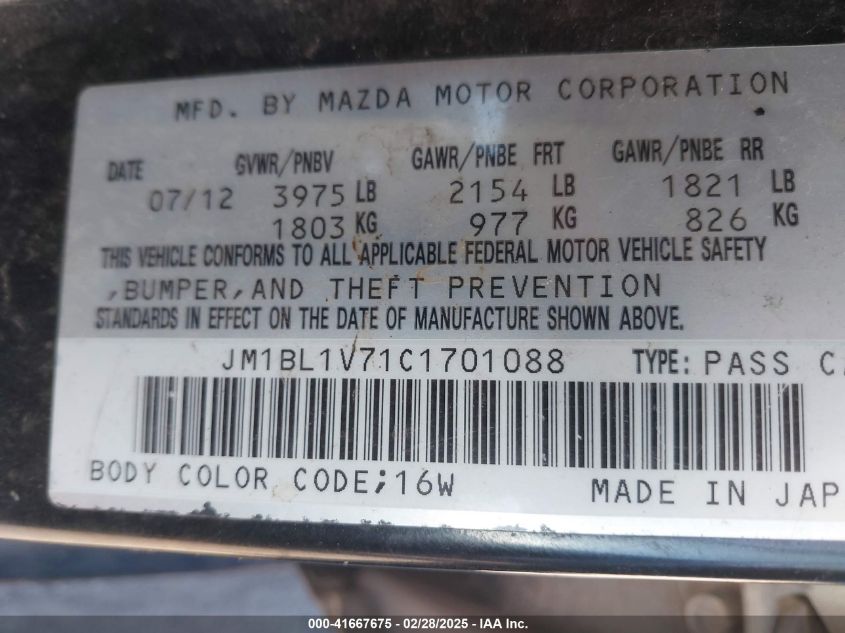 MFD. BY MAZDA MOTOR CORPORATION
DATE GVWR/PNBV GAWR/PNBE FRT GAWR/PNBE RR
07/12 3975 LB 2154 LB 1821 LB
1803 KG 977 KG 826 KG
THIS VEHICLE CONFORMS TO ALL APPLICABLE FEDERAL MOTOR VEHICLE SAFETY
,BUMPER,AND THEFT PREVENTION
STANDARDS IN EFFECT ON THE DATE OF MANUFACTURE SHOWN ABOVE.
JM1BL1V71C1701088 TYPE: PASS CA
BODY COLOR CODE;16W MADE IN JAP
000-41667675 - 02/28/2025 - IAA Inc.